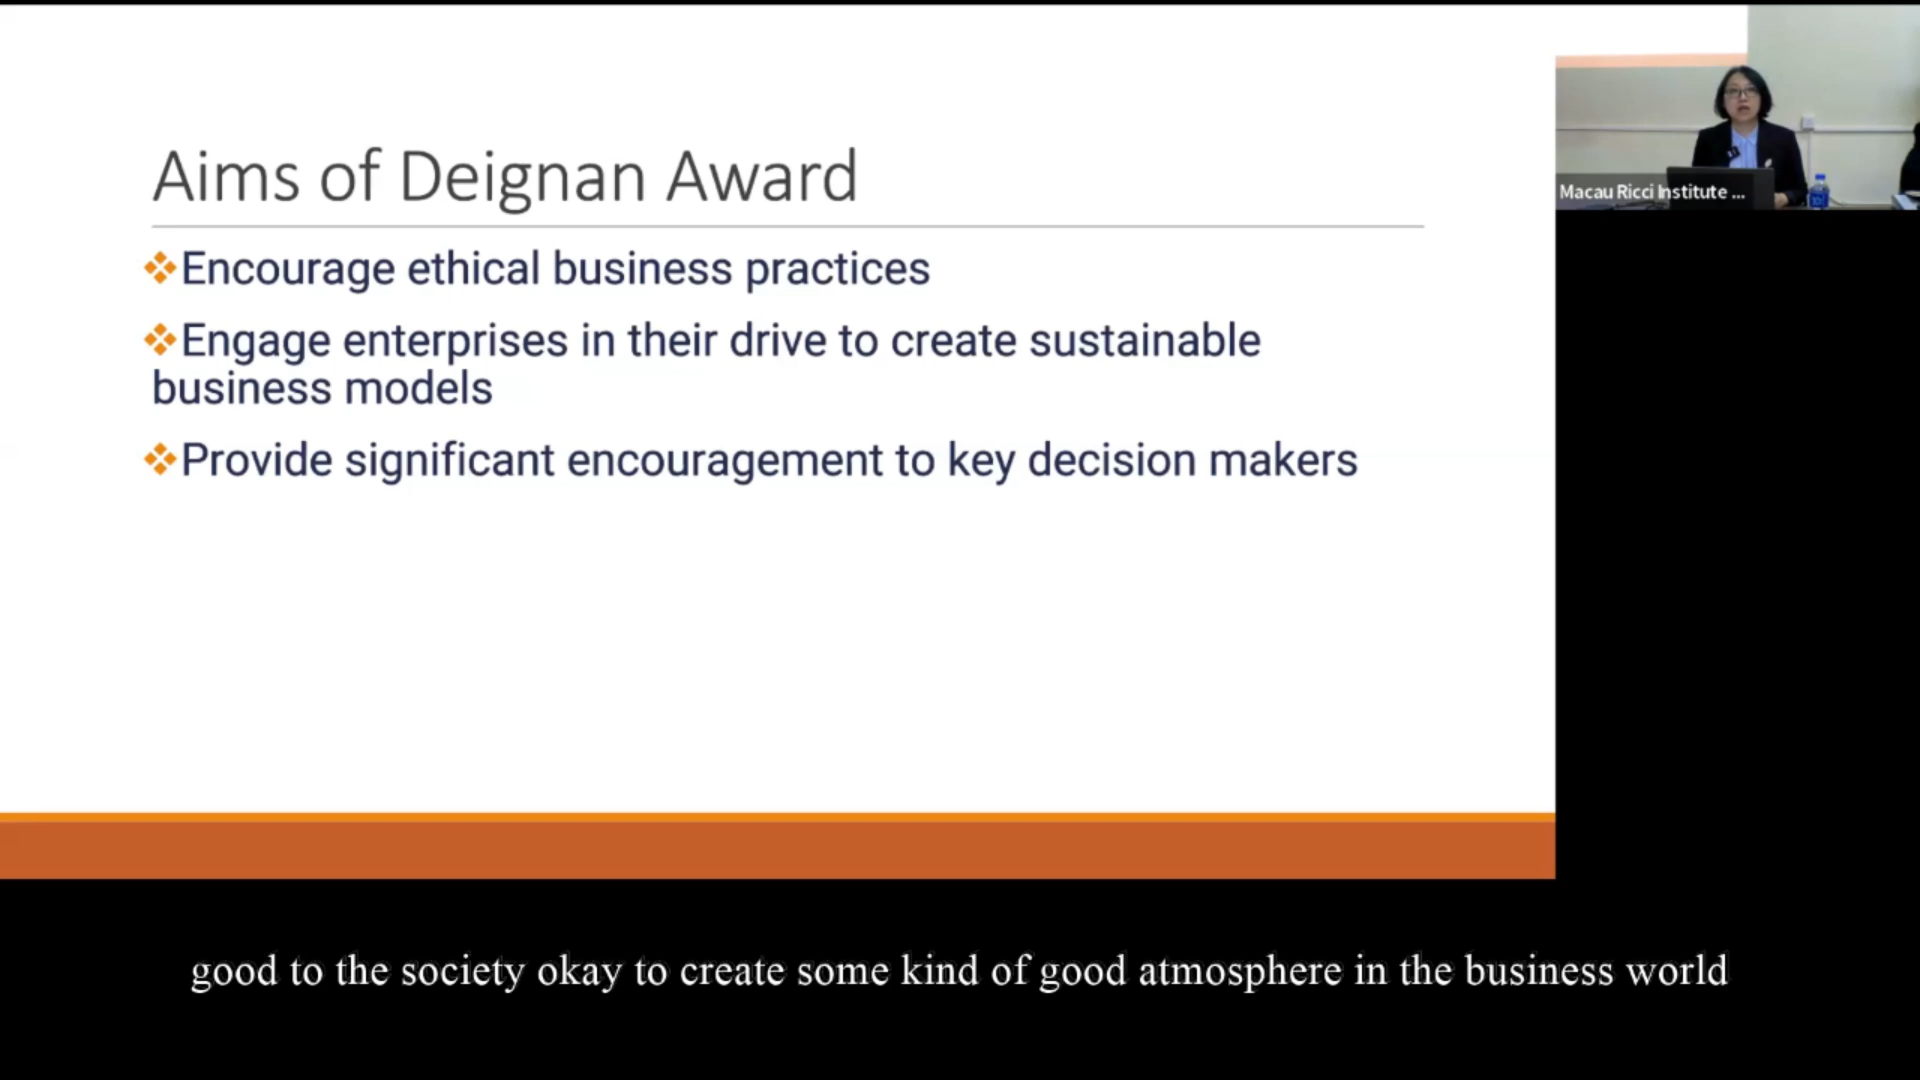 Aims of Deignan Award
Encourage ethical business practices
Engage enterprises in their drive to create sustainable
business models
Provide significant encouragement to key decision makers
Macau Ricci Institute ...
good to the society okay to create some kind of good atmosphere in the business world